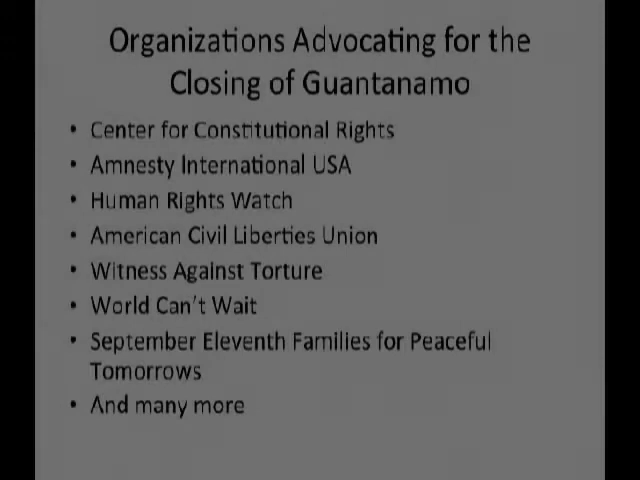 Organizations Advocating for the
Closing of Guantanamo
• Center for Constitutional Rights
• Amnesty International USA
• Human Rights Watch
• American Civil Liberties Union
• Witness Against Torture
• World Can't Wait
• September Eleventh Families for Peaceful
Tomorrows
• And many more